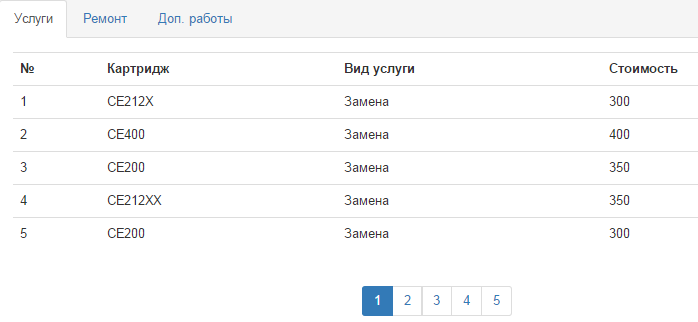 Услуги Ремонт Доп. работы
№ Картридж Вид услуги Стоимость
1 CE212X Замена 300
2 CE400 Замена 400
3 CE200 Замена 350
4 CE212XX Замена 350
5 CE200 Замена 300
1 2 3 4 5